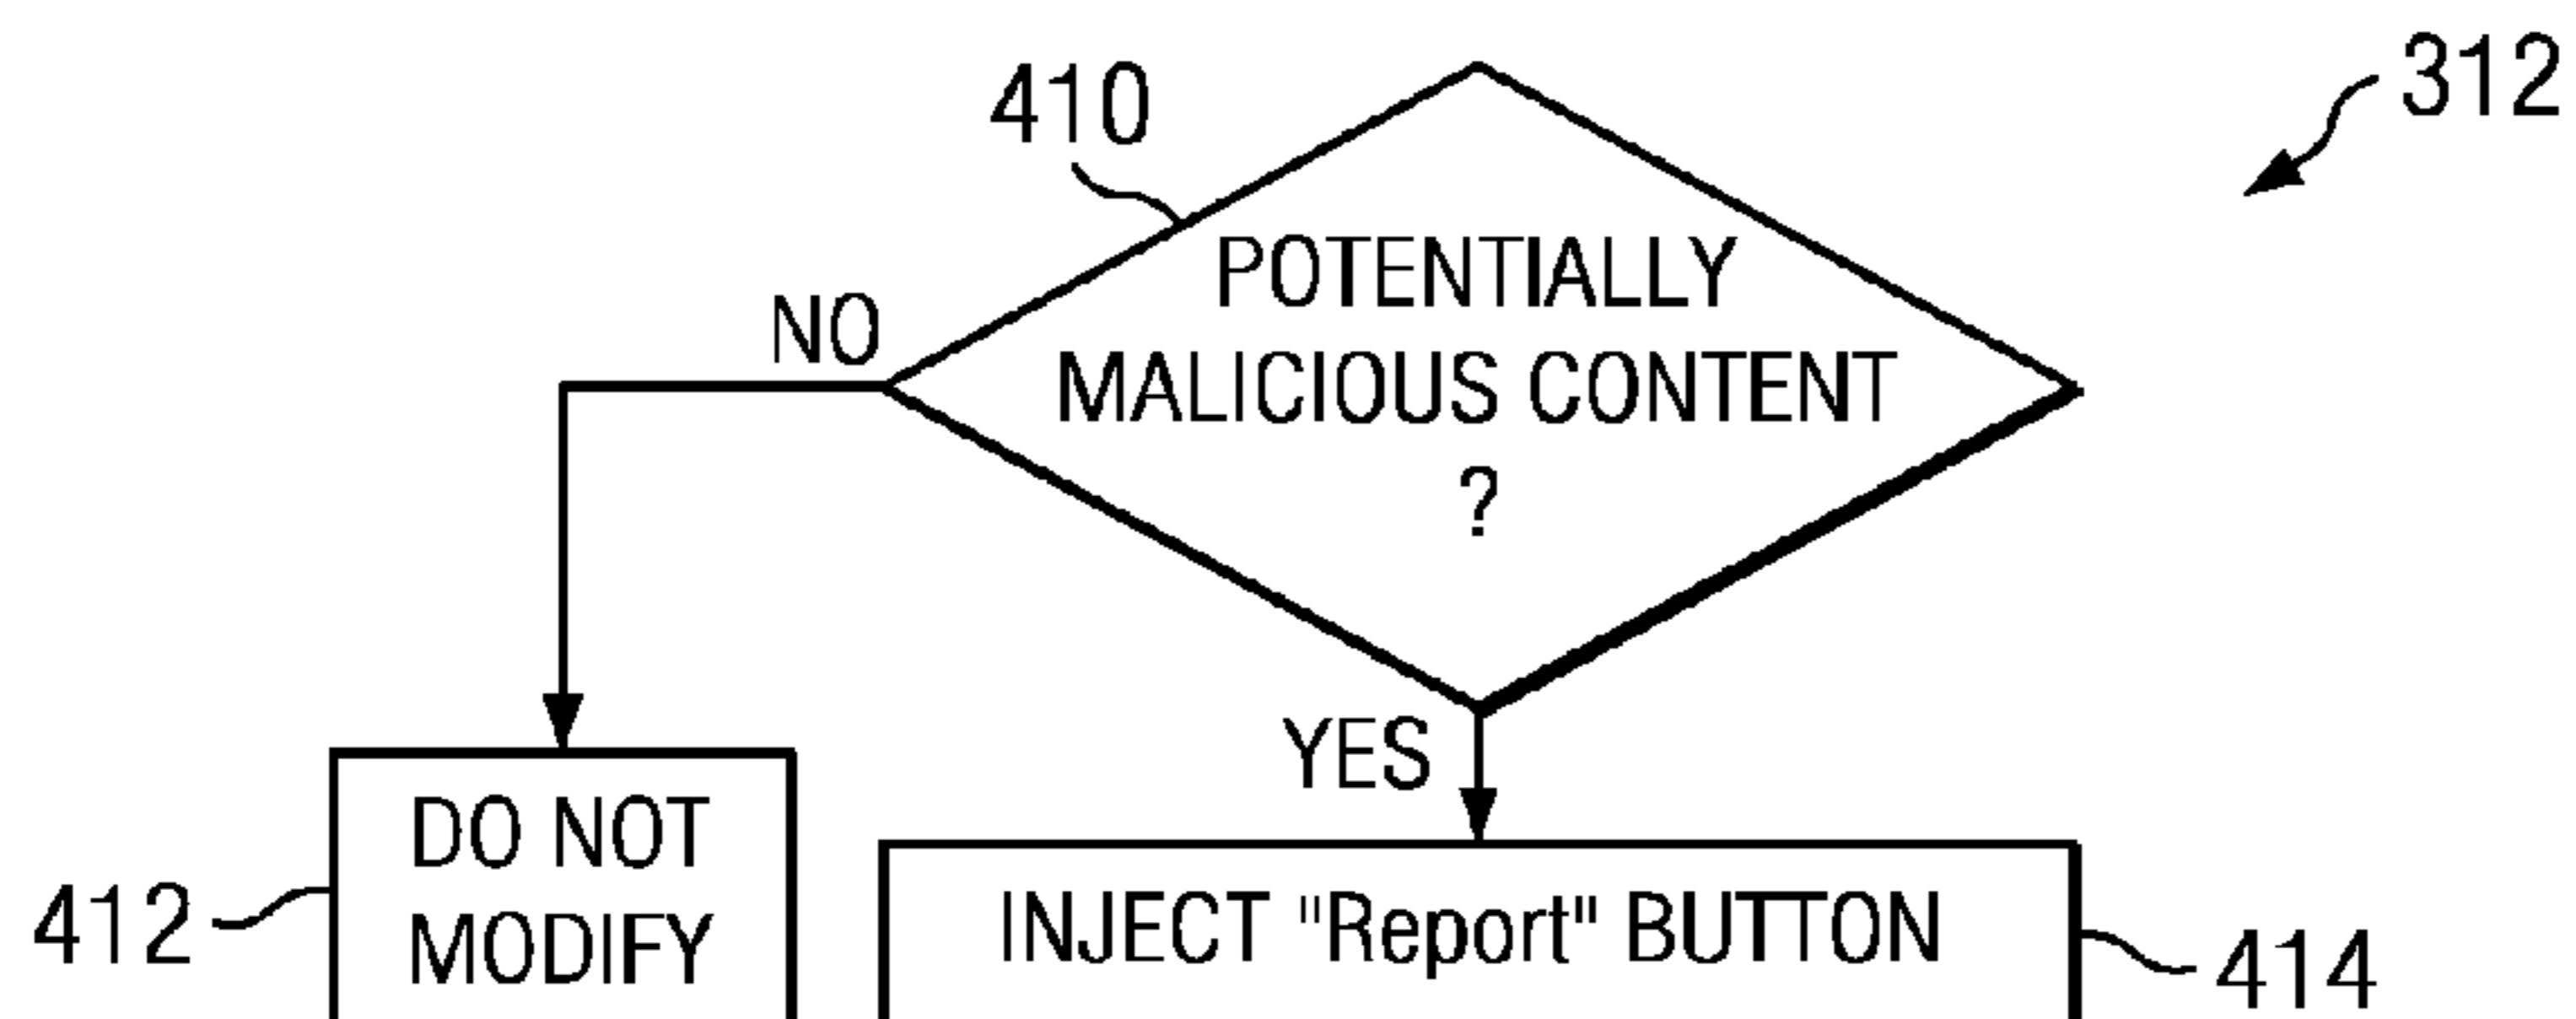 312
410
POTENTIALLY
MALICIOUS CONTENT
?
NO
YES
DO NOT
MODIFY
412
INJECT "Report" BUTTON
414